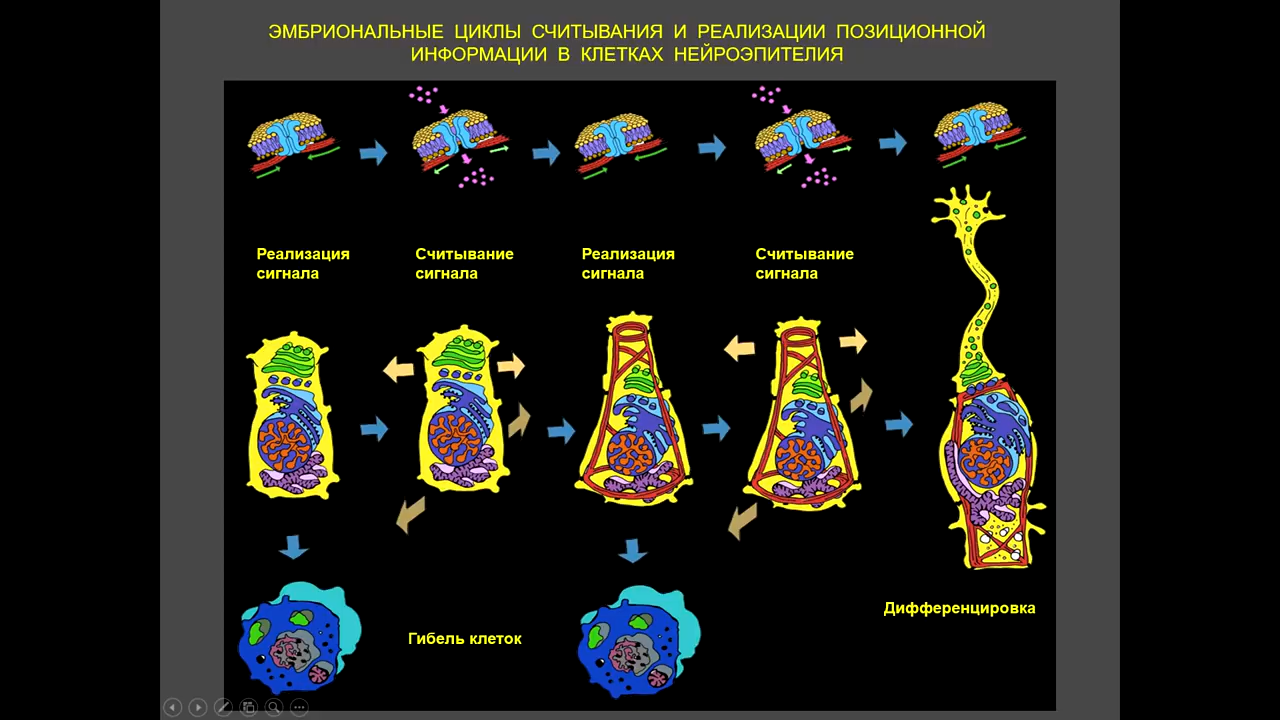 ЭМБРИОНАЛЬНЫЕ ЦИКЛЫ СЧИТЫВАНИЯ И РЕАЛИЗАЦИИ ПОЗИЦИОННОЙ
ИНФОРМАЦИИ В КЛЕТКАХ НЕЙРОЭПИТЕЛИЯ
Реализация
сигнала
Считывание
сигнала
Реализация
сигнала
Считывание
сигнала
Дифференцировка
Гибель клеток